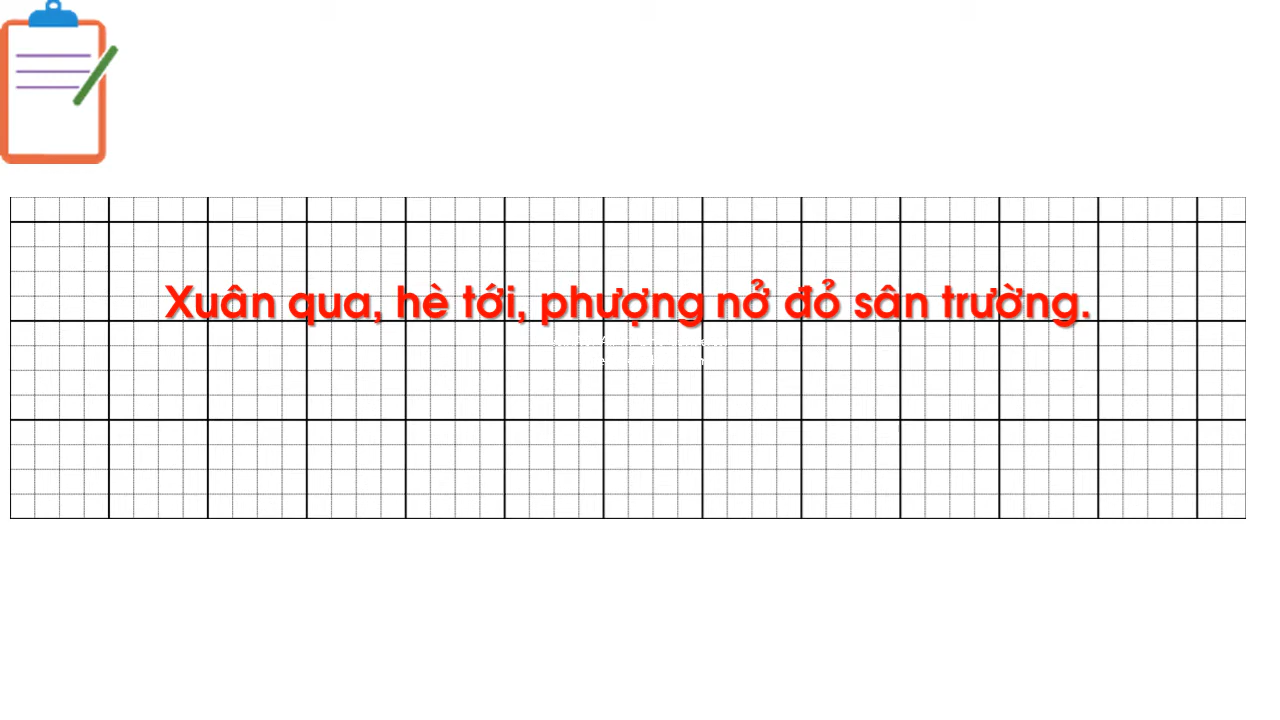 Xuân qua, hè tới, phượng nở đỏ sân trường.